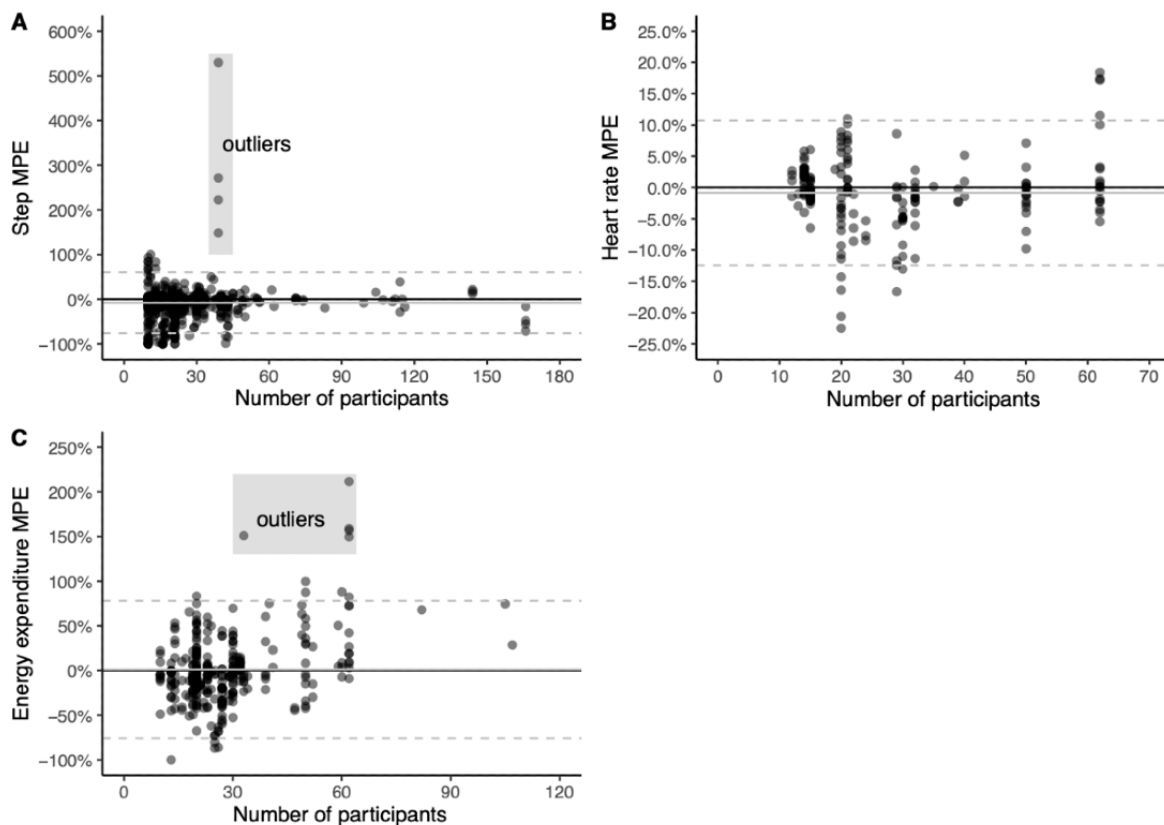 A
600%
500%
400%
300%
200%
100%
0%
−100%
Step MPE
outliers
0 30 60 90 120 150 180
Number of participants
B
25.0%
20.0%
15.0%
10.0%
5.0%
0.0%
−5.0%
−10.0%
−15.0%
−20.0%
−25.0%
Heart rate MPE
0 10 20 30 40 50 60 70
Number of participants
C
250%
200%
150%
100%
50%
0%
−50%
−100%
Energy expenditure MPE
outliers
0 30 60 90 120
Number of participants